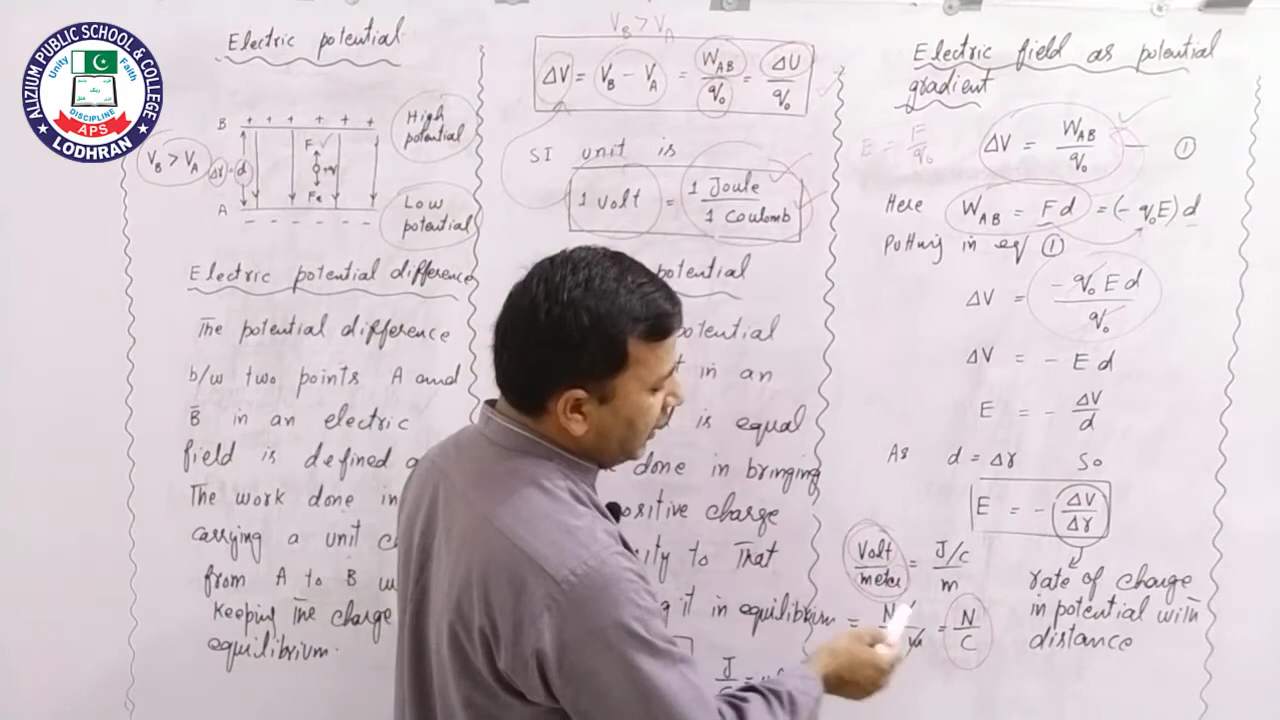 ALIZIUM PUBLIC SCHOOL & COLLEGE
Unity
Faith
DISCIPLINE
APS
LODHRAN
Electric potential
B + + + + + +
High
potential
V_B > V_A
Δr = d
F
+q
Fe
A - - - - - -
Low
potential
Electric potential difference
The potential difference
b/w two points A and
B in an electric
field is defined
The work done in
carrying a unit
from A to B
Keeping the charge
equilibrium.
V_B > V_A
ΔV = V_B - V_A = W_AB/q₀ = ΔU/q₀
SI unit is
1 volt = 1 Joule/1 Coulomb
potential
potential
in an
is equal
done in bringing
positive charge
to That
it in equilibrium
J
Electric field as potential
gradient
E = F/q₀
ΔV = W_AB/q₀ — ①
Here W_AB = Fd = (-q₀E)d
Putting in eq ①
ΔV = -q₀Ed/q₀
ΔV = - Ed
E = - ΔV/d
As d = Δr So
E = - ΔV/Δr
Volt/meter = J/c/m
= N = N/C
rate of change
in potential with
distance